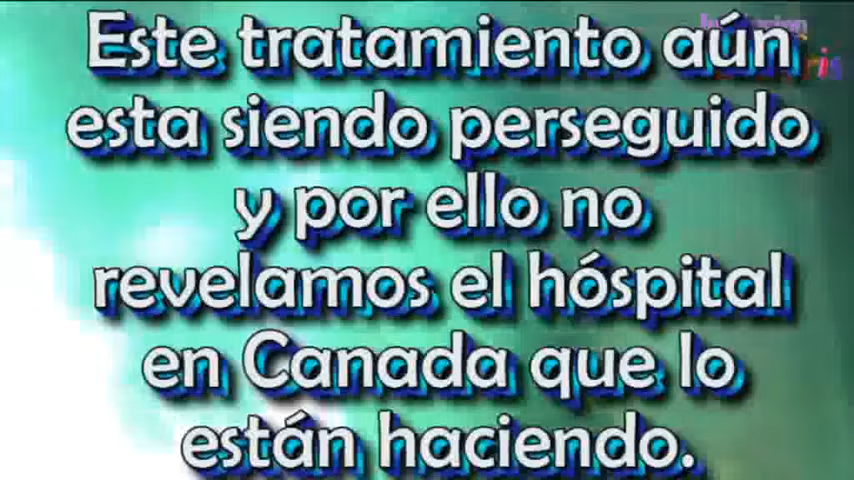 Este tratamiento aún
esta siendo perseguido
y por ello no
revelamos el hóspital
en Canada que lo
están haciendo.